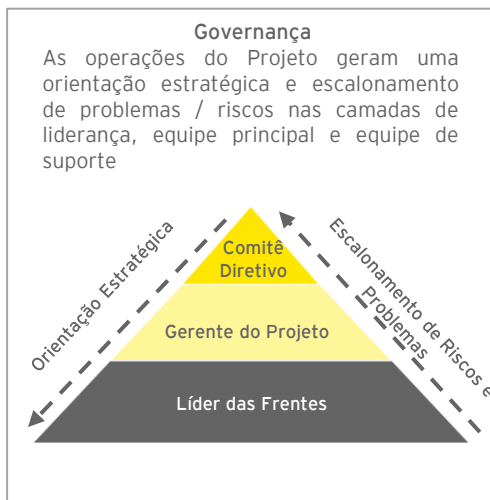 Governança
As operações do Projeto geram uma
orientação estratégica e escalonamento
de problemas / riscos nas camadas de
liderança, equipe principal e equipe de
suporte
Orientação Estratégica
Comitê
Diretivo
Escalonamento de Riscos e
Problemas
Gerente do Projeto
Líder das Frentes